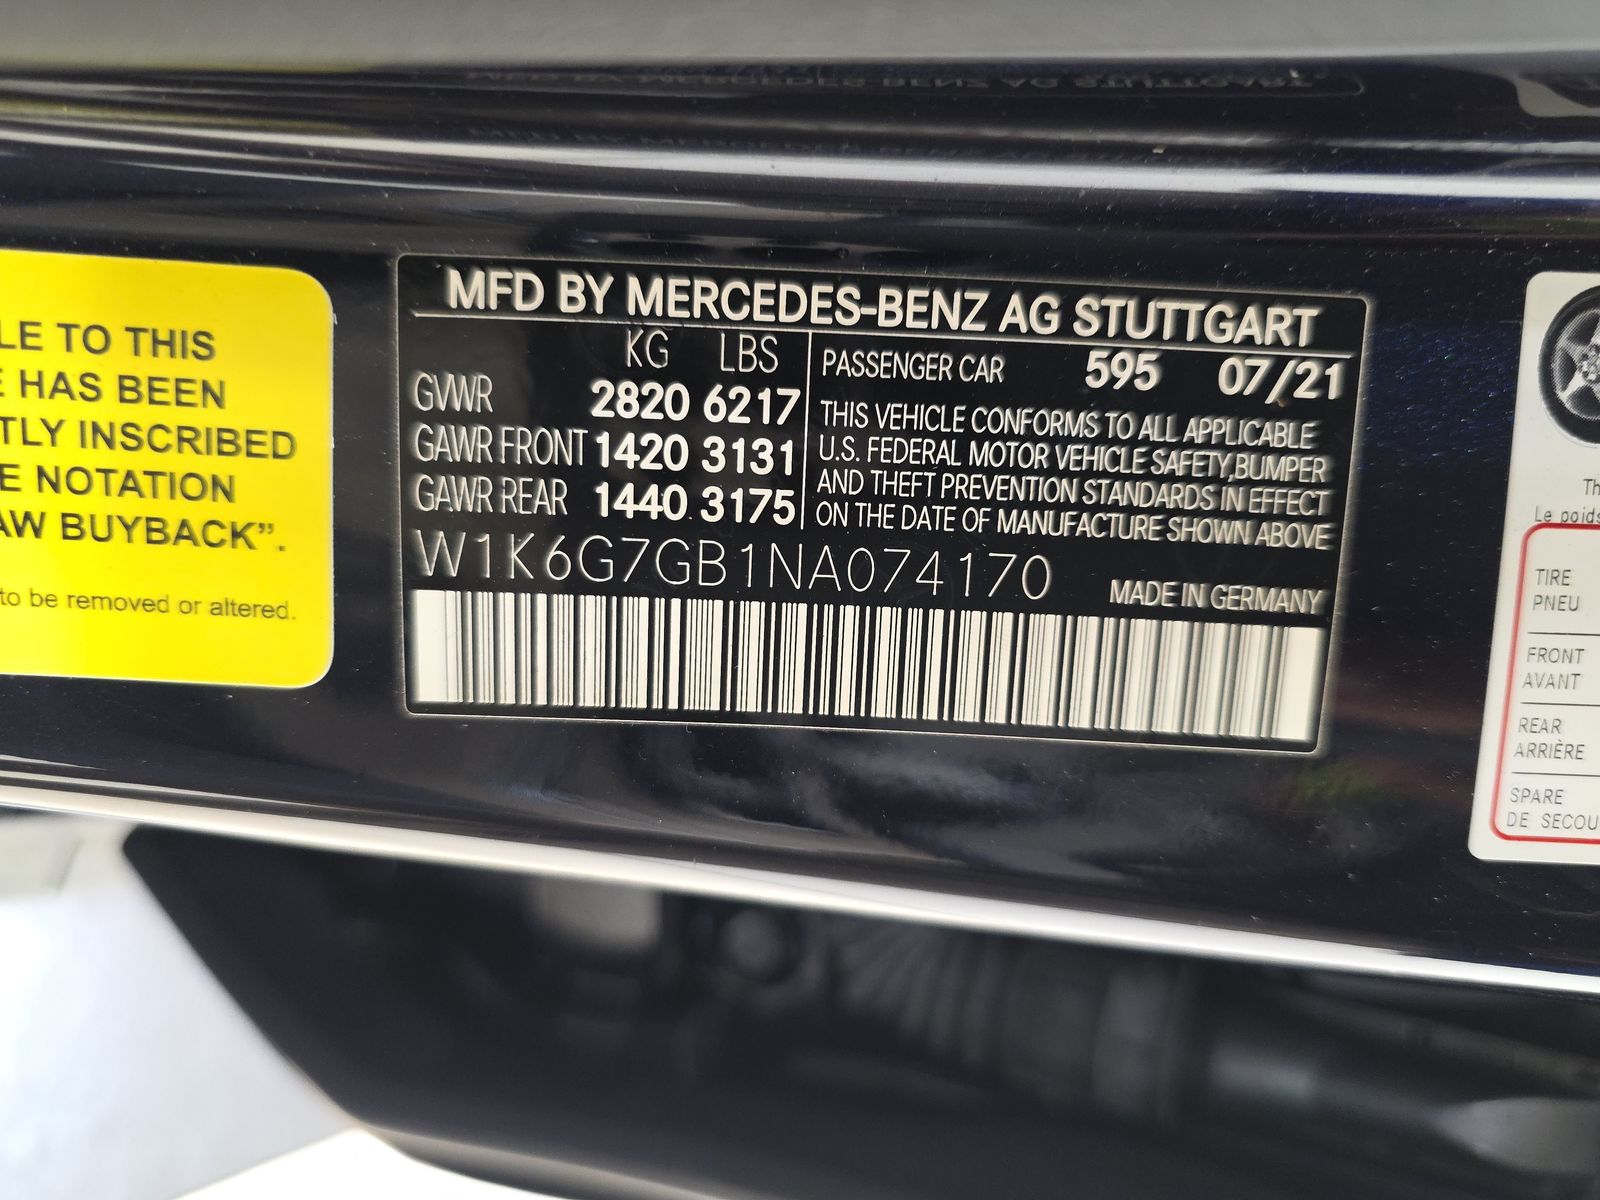 LE TO THIS
E HAS BEEN
TLY INSCRIBED
E NOTATION
AW BUYBACK".
to be removed or altered.
MFD BY MERCEDES-BENZ AG STUTTGART
KG LBS
GVWR 2820 6217
GAWR FRONT 1420 3131
GAWR REAR 1440 3175
PASSENGER CAR 595 07/21
THIS VEHICLE CONFORMS TO ALL APPLICABLE
U.S. FEDERAL MOTOR VEHICLE SAFETY,BUMPER
AND THEFT PREVENTION STANDARDS IN EFFECT
ON THE DATE OF MANUFACTURE SHOWN ABOVE
W1K6G7GB1NA074170
MADE IN GERMANY
Th
Le poids
TIRE
PNEU
FRONT
AVANT
REAR
ARRIÈRE
SPARE
DE SECOU